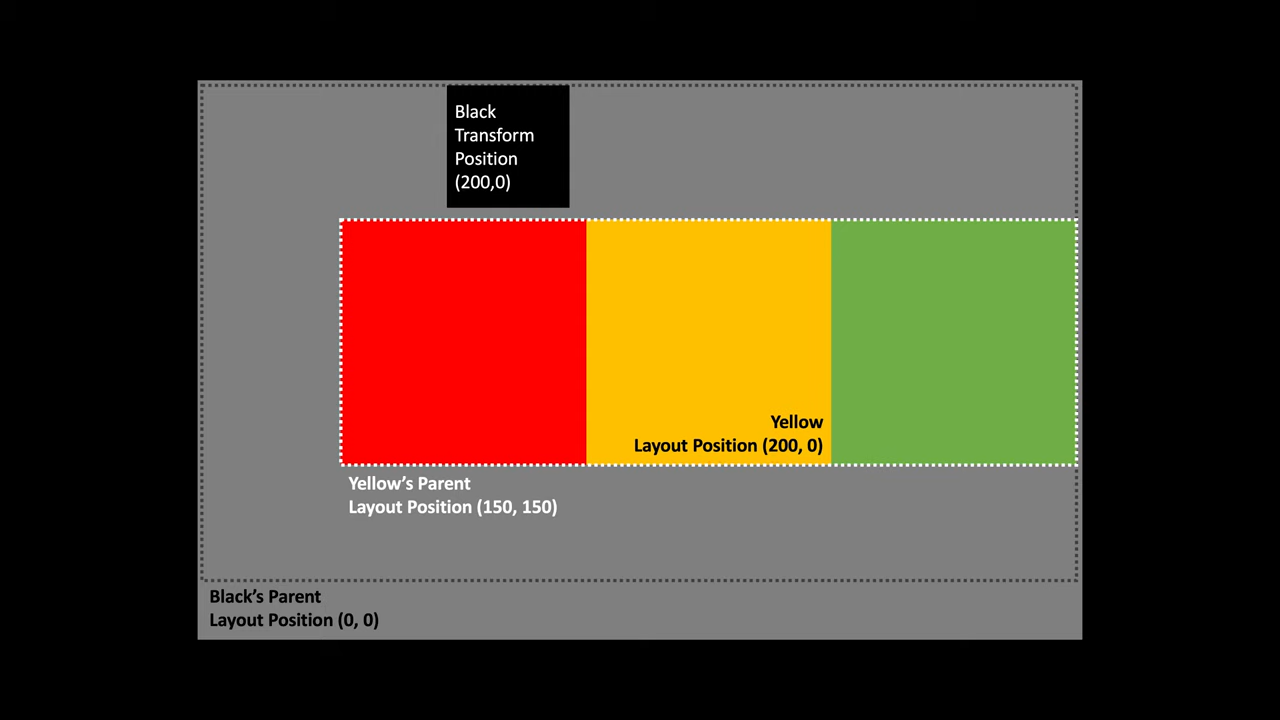 Black
Transform
Position
(200,0)
Yellow
Layout Position (200, 0)
Yellow’s Parent
Layout Position (150, 150)
Black’s Parent
Layout Position (0, 0)